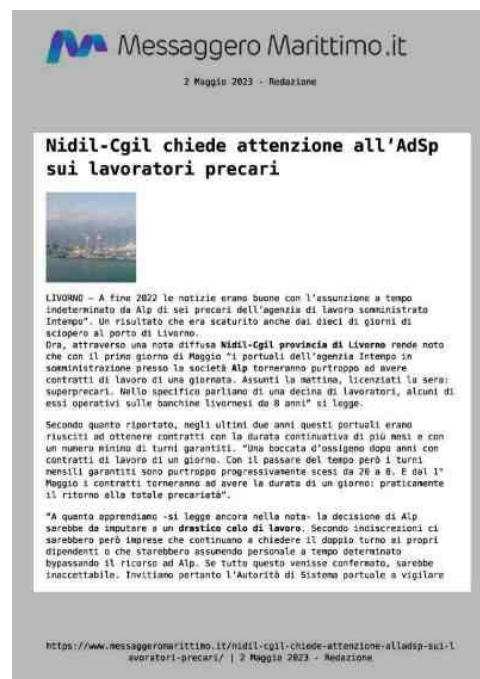 Messaggero Marittimo.it
2 Maggio 2023 - Redazione
Nidil-Cgil chiede attenzione all'AdSp
sui lavoratori precari
LIVORNO – A fine 2022 le notizie erano buone con l'assunzione a tempo
indeterminato da Alp di sei precari dell'agenzia di lavoro somministrato
Intempo". Un risultato che era scaturito anche dai dieci di giorni di
sciopero al porto di Livorno.
Ora, attraverso una nota diffusa Nidil-Cgil provincia di Livorno rende noto
che con il primo giorno di Maggio "i portuali dell'agenzia Intempo in
somministrazione presso la società Alp torneranno purtroppo ad avere
contratti di lavoro di una giornata. Assunti la mattina, licenziati la sera:
superprecari. Nello specifico parliamo di una decina di lavoratori, alcuni di
essi operativi sulle banchine livornesi da 8 anni" si legge.
Secondo quanto riportato, negli ultimi due anni questi portuali erano
riusciti ad ottenere contratti con la durata continuativa di più mesi e con
un numero minimo di turni garantiti. "Una boccata d'ossigeno dopo anni con
contratti di lavoro di un giorno. Con il passare del tempo però i turni
mensili garantiti sono purtroppo progressivamente scesi da 20 a 8. E dal 1°
Maggio i contratti torneranno ad avere la durata di un giorno: praticamente
il ritorno alla totale precarietà".
"A quanto apprendiamo -si legge ancora nella nota- la decisione di Alp
sarebbe da imputare a un drastico calo di lavoro. Secondo indiscrezioni ci
sarebbero però imprese che continuano a chiedere il doppio turno ai propri
dipendenti o che starebbero assumendo personale a tempo determinato
bypassando il ricorso ad Alp. Se tutto questo venisse confermato, sarebbe
inaccettabile. Invitiamo pertanto l'Autorità di Sistema portuale a vigilare
https://www.messaggeromarittimo.it/nidil-cgil-chiede-attenzione-alladsp-sui-l
avoratori-precari/ | 2 Maggio 2023 - Redazione